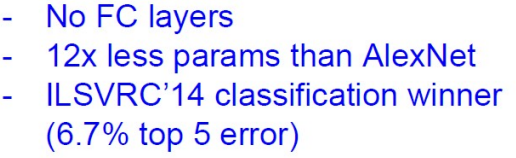 - No FC layers
- 12x less params than AlexNet
- ILSVRC'14 classification winner
(6.7% top 5 error)